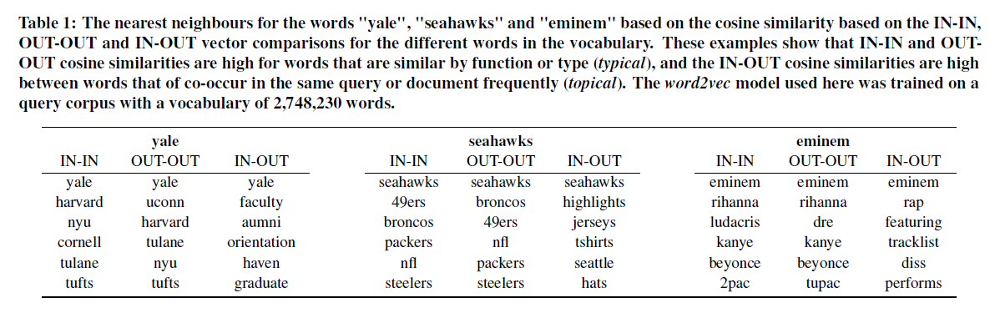 Table 1: The nearest neighbours for the words "yale", "seahawks" and "eminem" based on the cosine similarity based on the IN-IN,
OUT-OUT and IN-OUT vector comparisons for the different words in the vocabulary. These examples show that IN-IN and OUT-
OUT cosine similarities are high for words that are similar by function or type (typical), and the IN-OUT cosine similarities are high
between words that of co-occur in the same query or document frequently (topical). The word2vec model used here was trained on a
query corpus with a vocabulary of 2,748,230 words.
yale seahawks eminem
IN-IN OUT-OUT IN-OUT IN-IN OUT-OUT IN-OUT IN-IN OUT-OUT IN-OUT
yale yale yale seahawks seahawks seahawks eminem eminem eminem
harvard uconn faculty 49ers broncos highlights rihanna rihanna rap
nyu harvard aumni broncos 49ers jerseys ludacris dre featuring
cornell tulane orientation packers nfl tshirts kanye kanye tracklist
tulane nyu haven nfl packers seattle beyonce beyonce diss
tufts tufts graduate steelers steelers hats 2pac tupac performs